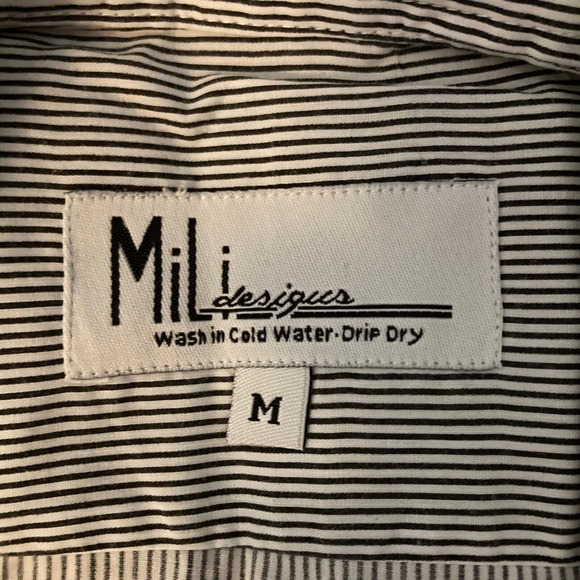 MiLi
designs
Wash in Cold Water-Drip Dry
M